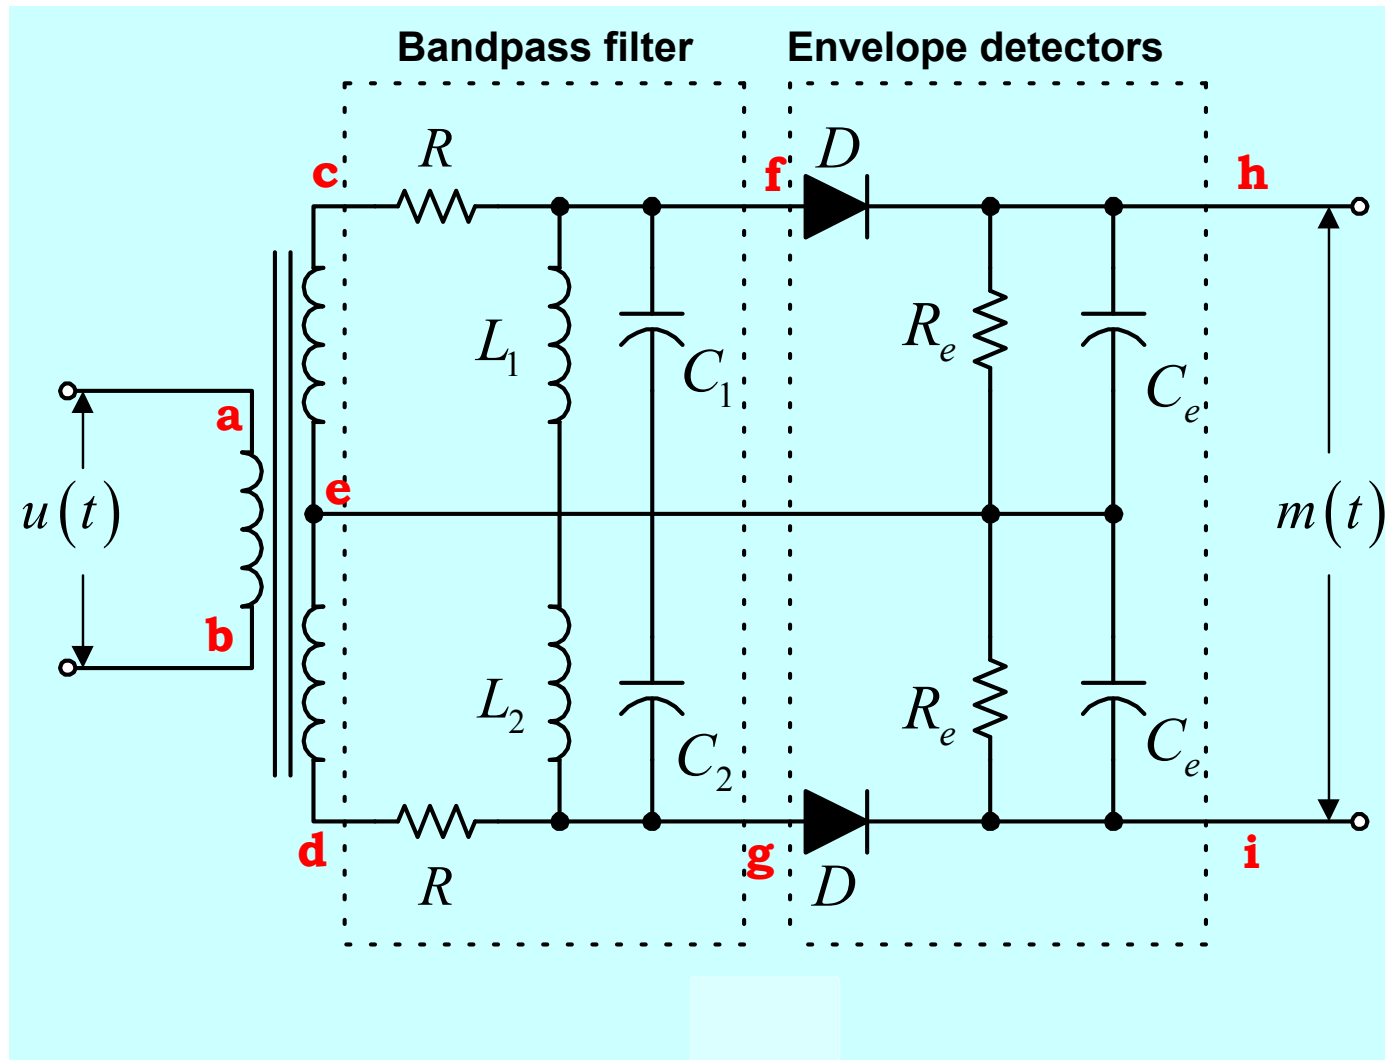 Bandpass filter
Envelope detectors
R
D
c
f
h
L₁
C₁
Rₑ
Cₑ
a
e
u(t)
m(t)
b
L₂
C₂
Rₑ
Cₑ
d
g
i
R
D